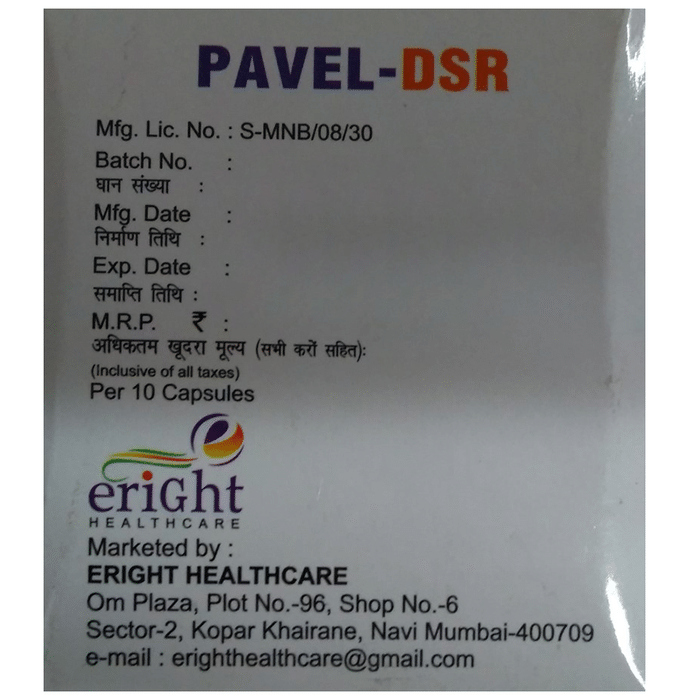 PAVEL-DSR
Mfg. Lic. No. : S-MNB/08/30
Batch No. :
घान संख्या :
Mfg. Date :
निर्माण तिथि :
Exp. Date :
समाप्ति तिथि :
M.R.P. ₹ :
अधिकतम खूदरा मूल्य (सभी करों सहित):
(Inclusive of all taxes)
Per 10 Capsules
e
eriGht
HEALTHCARE
Marketed by :
ERIGHT HEALTHCARE
Om Plaza, Plot No.-96, Shop No.-6
Sector-2, Kopar Khairane, Navi Mumbai-400709
e-mail : erighthealthcare@gmail.com